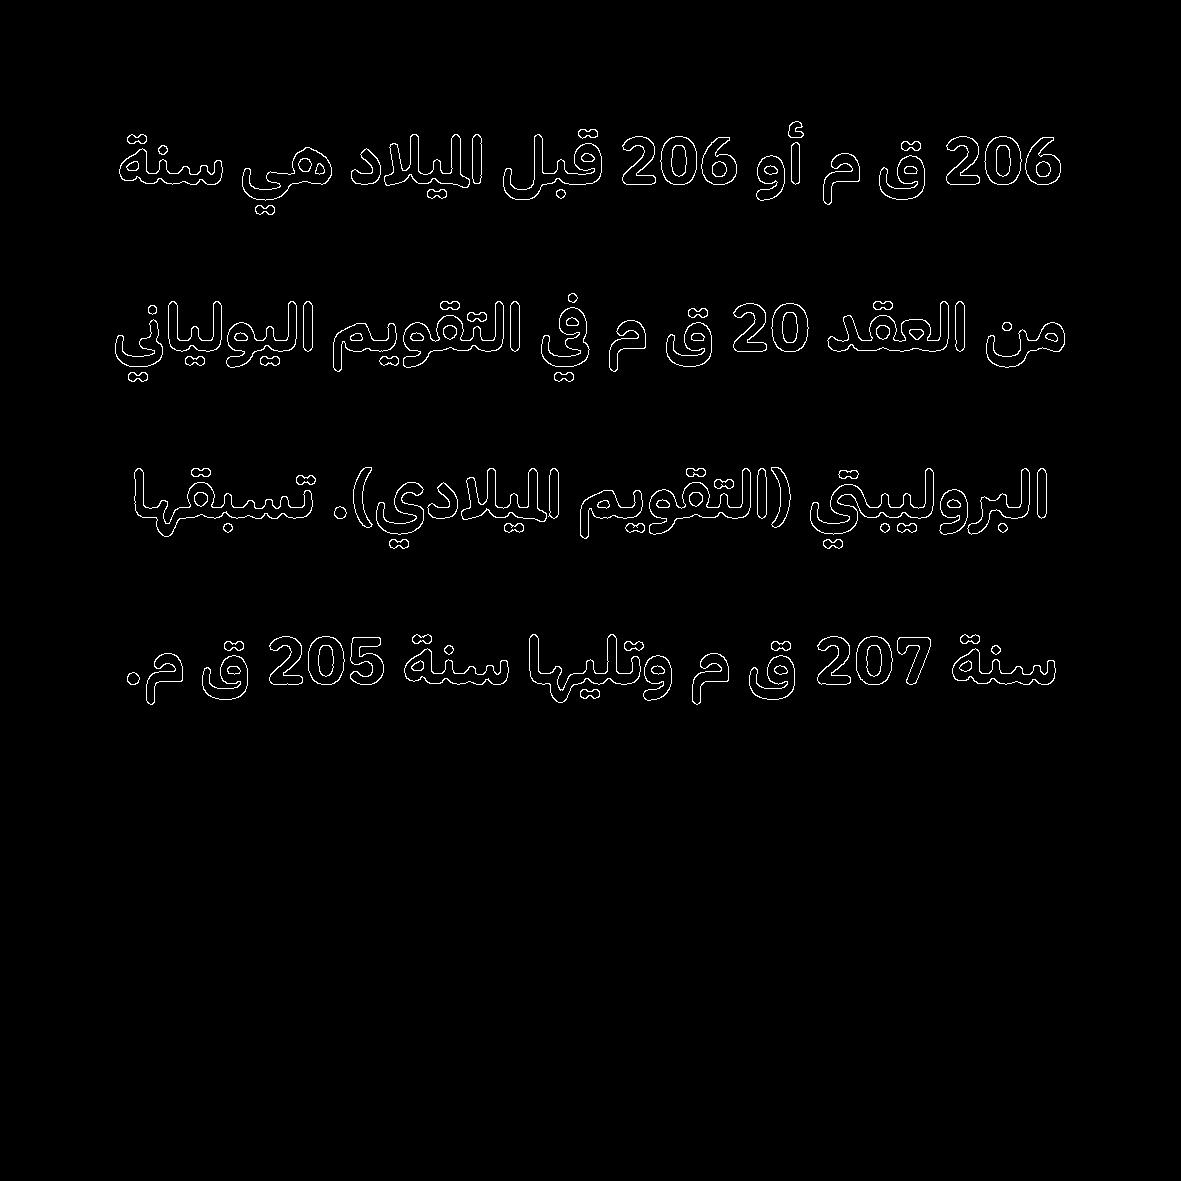 206 ق م أو 206 قبل الميلاد هي سنة
من العقد 20 ق م في التقويم اليولياني
البروليبتي (التقويم الميلادي). تسبقها
سنة 207 ق م وتليها سنة 205 ق م.